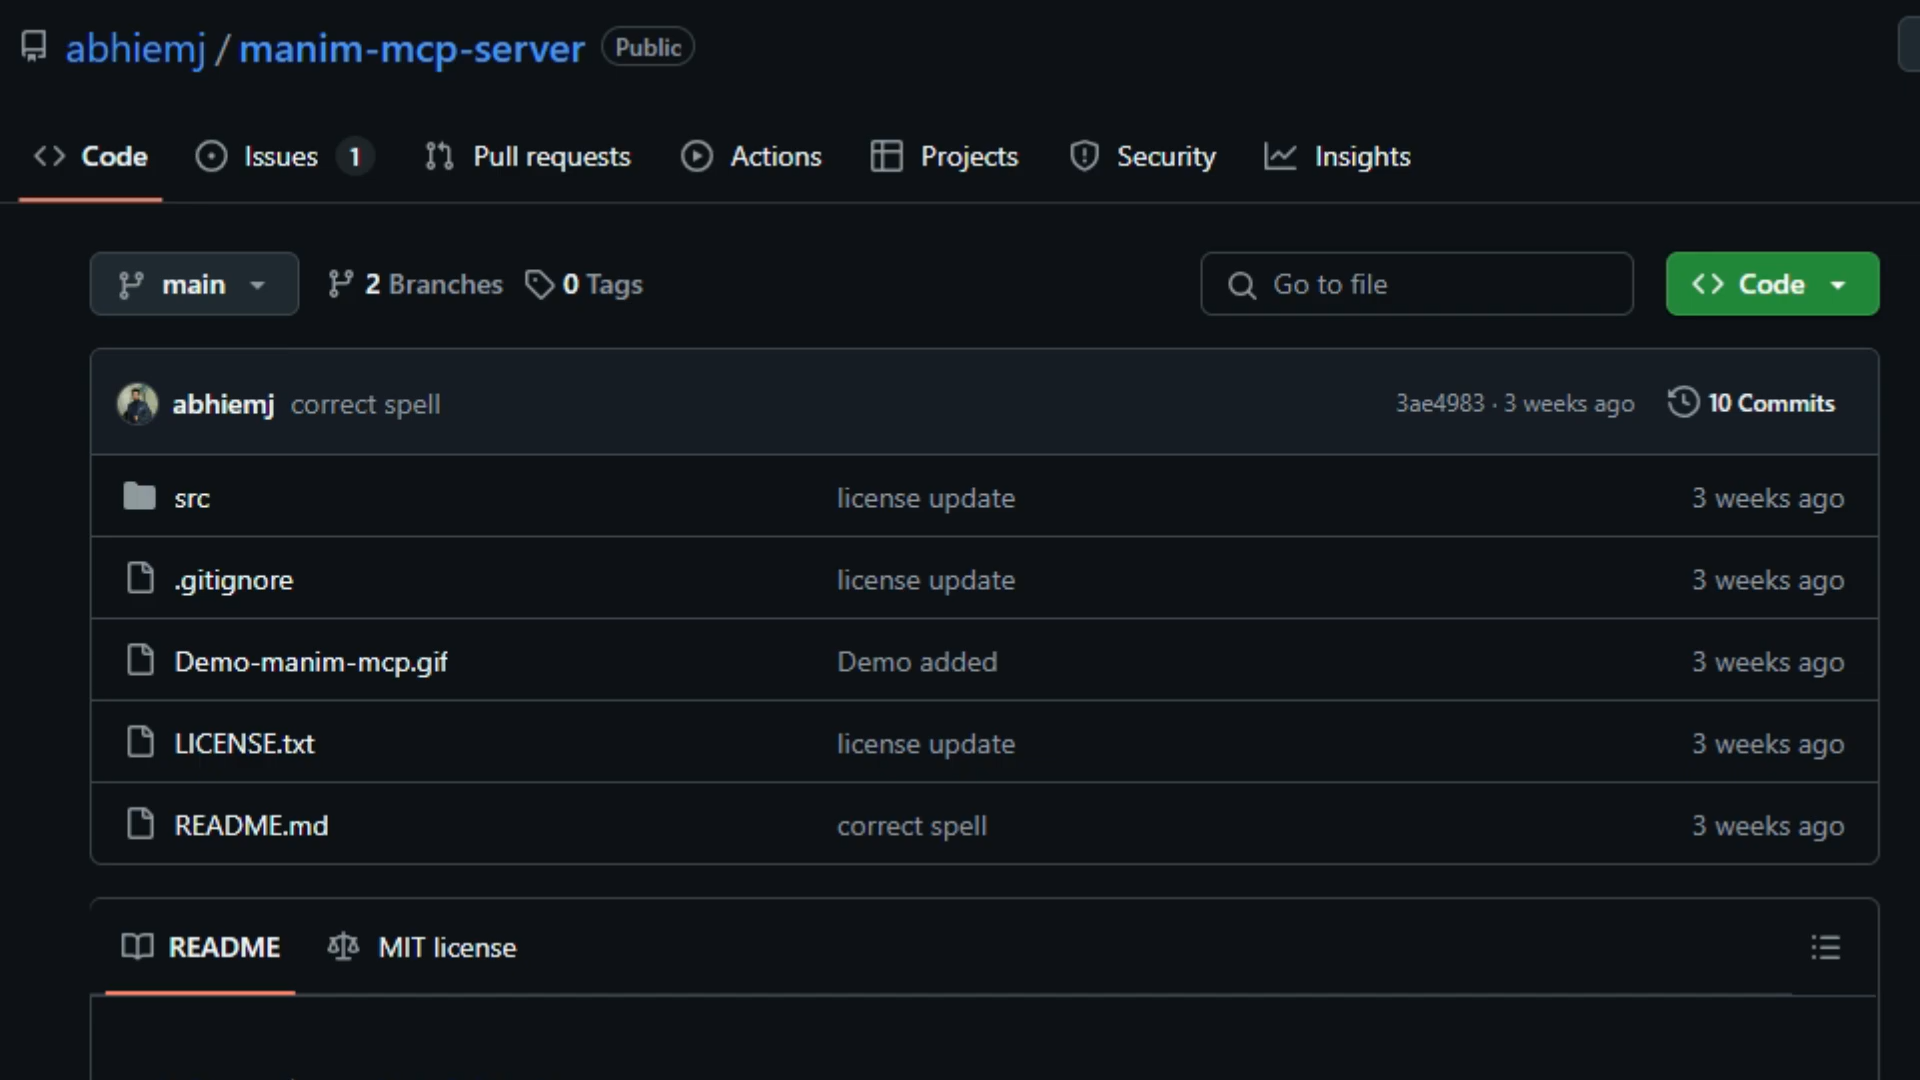 abhiemj / manim-mcp-server Public
Code Issues 1 Pull requests Actions Projects Security Insights
main 2 Branches 0 Tags Go to file Code
abhiemj correct spell 3ae4983 · 3 weeks ago 10 Commits
src license update 3 weeks ago
.gitignore license update 3 weeks ago
Demo-manim-mcp.gif Demo added 3 weeks ago
LICENSE.txt license update 3 weeks ago
README.md correct spell 3 weeks ago
README MIT license